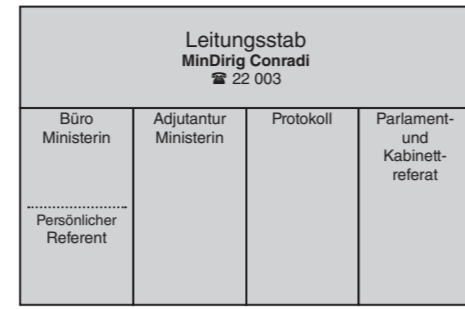 Leitungsstab
MinDirig Conradi
☎ 22 003
Büro
Ministerin
Persönlicher
Referent
Adjutantur
Ministerin
Protokoll
Parlament-
und
Kabinett-
referat